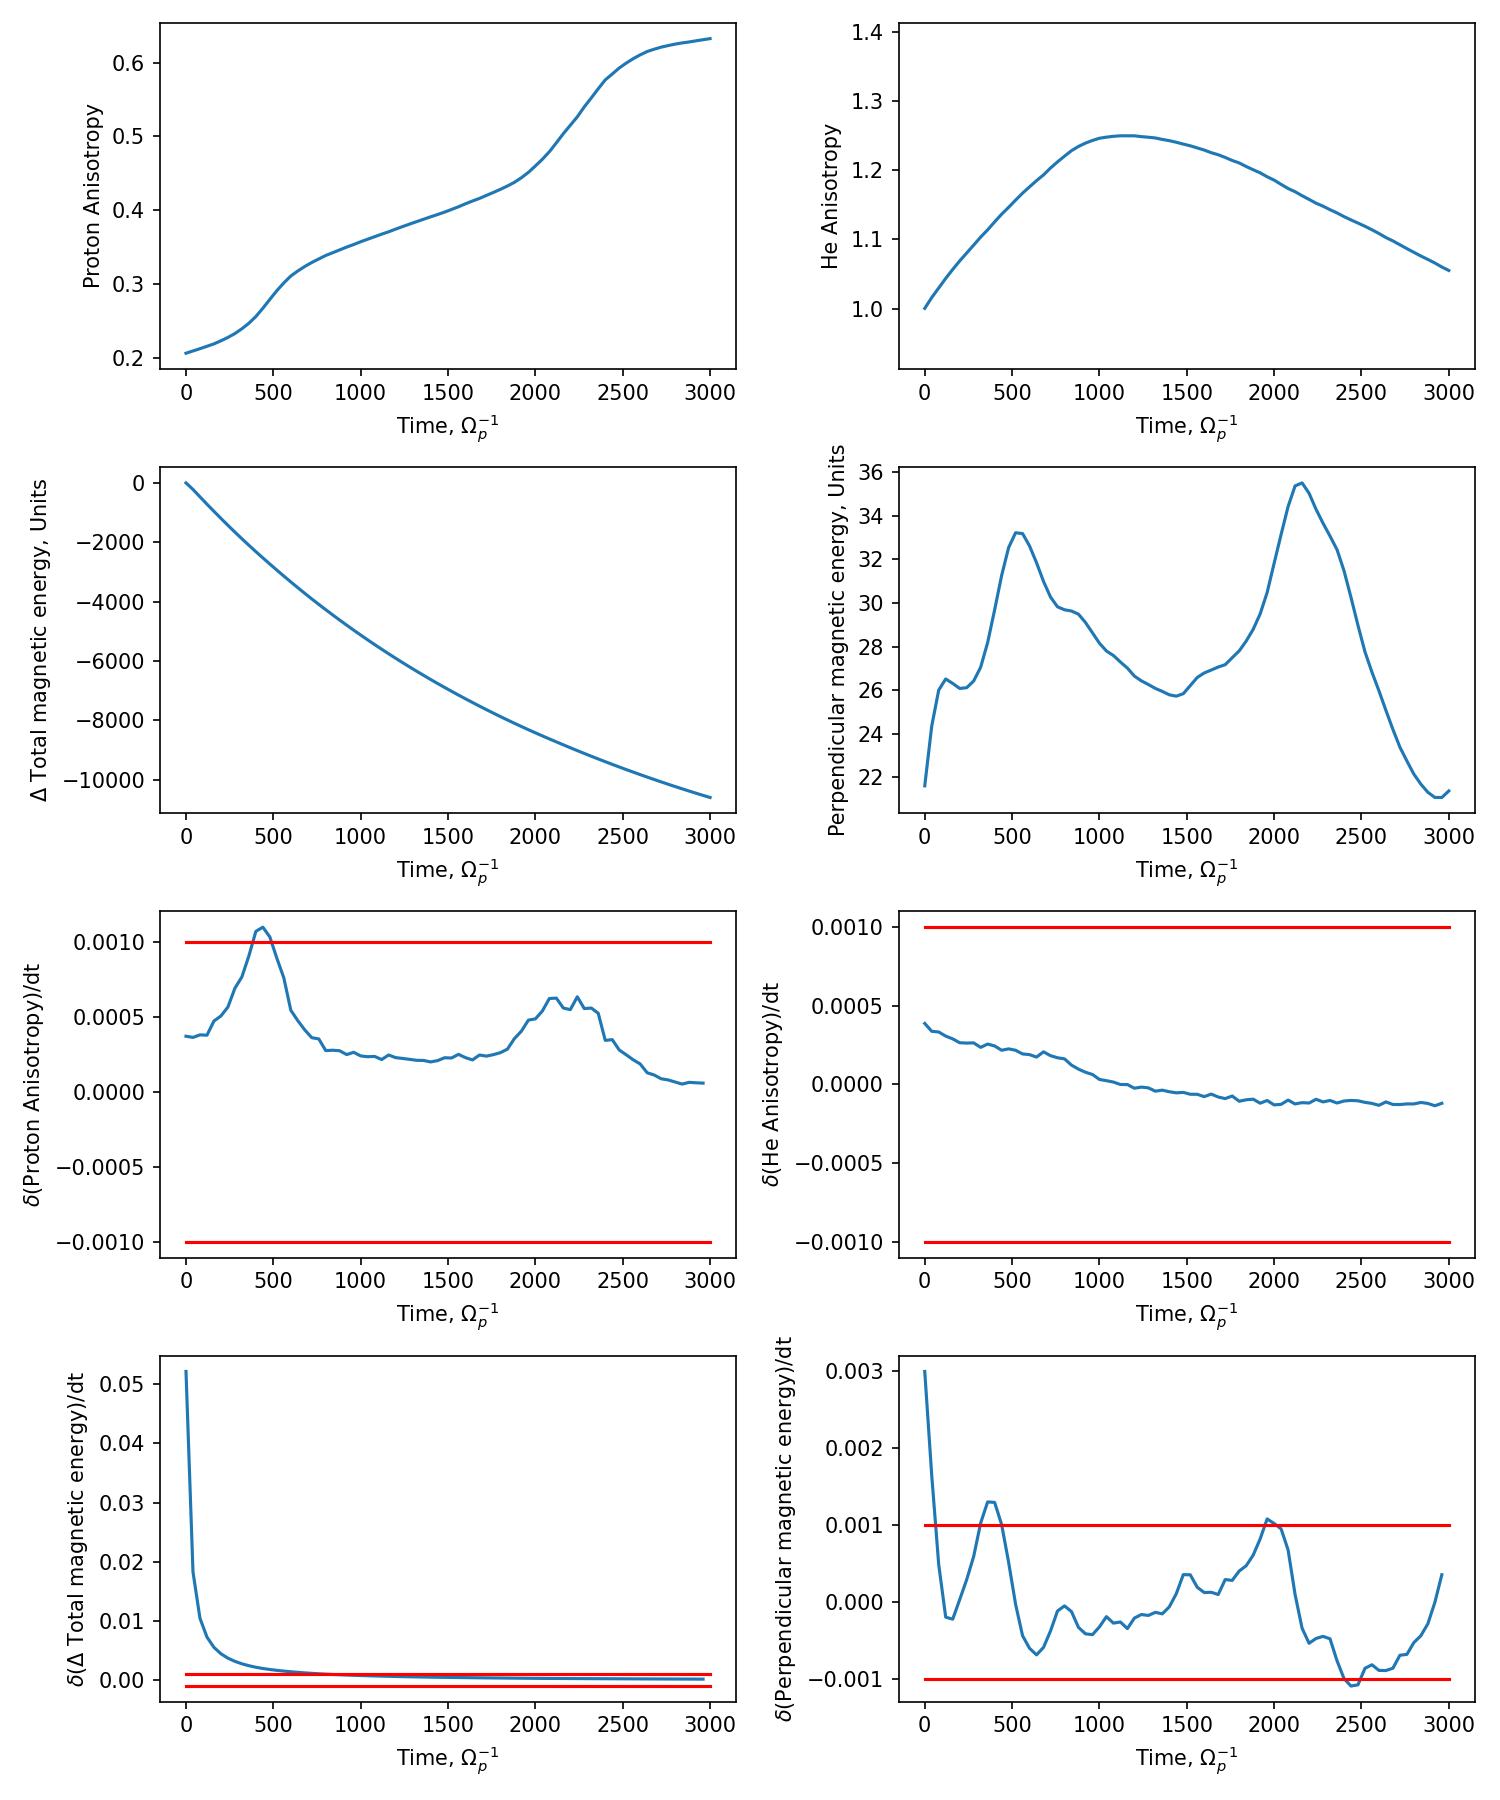 Proton Anisotropy
0.6
0.5
0.4
0.3
0.2
0 500 1000 1500 2000 2500 3000
Time, Ω_p^{−1}
He Anisotropy
1.4
1.3
1.2
1.1
1.0
0 500 1000 1500 2000 2500 3000
Time, Ω_p^{−1}
Δ Total magnetic energy, Units
0
−2000
−4000
−6000
−8000
−10000
0 500 1000 1500 2000 2500 3000
Time, Ω_p^{−1}
Perpendicular magnetic energy, Units
36
34
32
30
28
26
24
22
0 500 1000 1500 2000 2500 3000
Time, Ω_p^{−1}
δ(Proton Anisotropy)/dt
0.0010
0.0005
0.0000
−0.0005
−0.0010
0 500 1000 1500 2000 2500 3000
Time, Ω_p^{−1}
δ(He Anisotropy)/dt
0.0010
0.0005
0.0000
−0.0005
−0.0010
0 500 1000 1500 2000 2500 3000
Time, Ω_p^{−1}
δ(Δ Total magnetic energy)/dt
0.05
0.04
0.03
0.02
0.01
0.00
0 500 1000 1500 2000 2500 3000
Time, Ω_p^{−1}
δ(Perpendicular magnetic energy)/dt
0.003
0.002
0.001
0.000
−0.001
0 500 1000 1500 2000 2500 3000
Time, Ω_p^{−1}